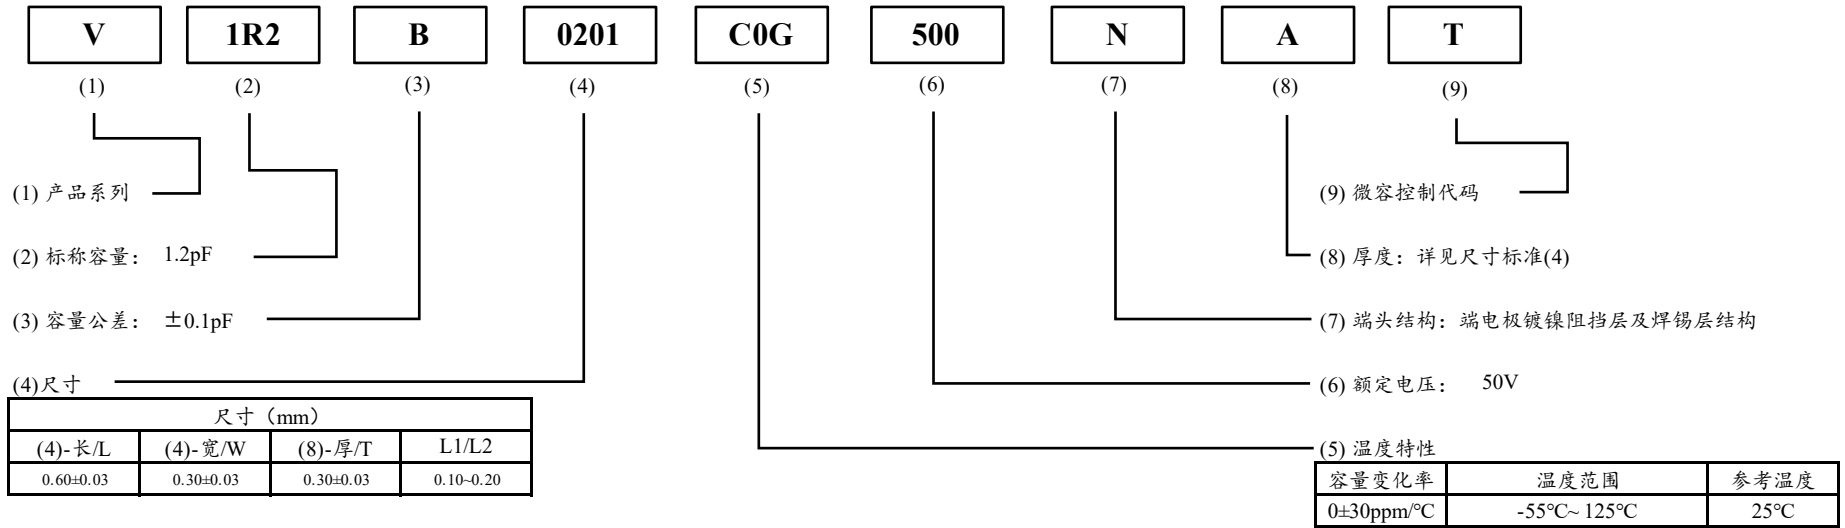 V 1R2 B 0201 C0G 500 N A T
(1) (2) (3) (4) (5) (6) (7) (8) (9)
(1) 产品系列
(9) 微容控制代码
(2) 标称容量： 1.2pF
(8) 厚度：详见尺寸标准(4)
(3) 容量公差： ±0.1pF
(7) 端头结构：端电极镀镍阻挡层及焊锡层结构
(4)尺寸
(6) 额定电压： 50V
尺寸（mm）
(4)-长/L (4)-宽/W (8)-厚/T L1/L2
0.60±0.03 0.30±0.03 0.30±0.03 0.10~0.20
(5) 温度特性
容量变化率 温度范围 参考温度
0±30ppm/°C -55°C~ 125°C 25°C